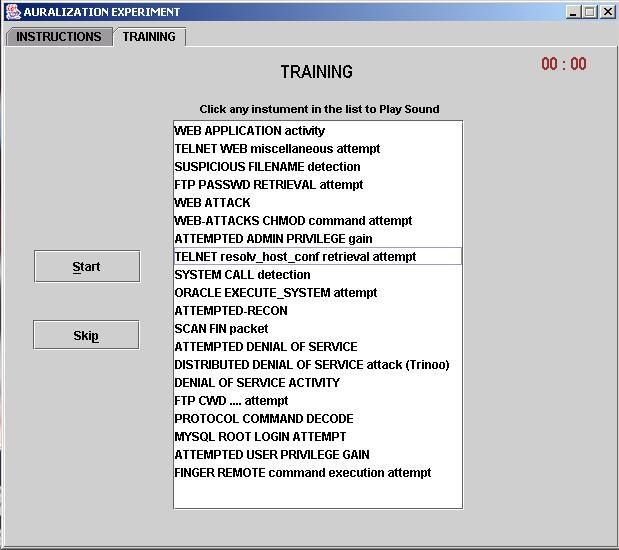 AURALIZATION EXPERIMENT
INSTRUCTIONS TRAINING
00 : 00
TRAINING
Click any instument in the list to Play Sound
WEB APPLICATION activity
TELNET WEB miscellaneous attempt
SUSPICIOUS FILENAME detection
FTP PASSWD RETRIEVAL attempt
WEB ATTACK
WEB-ATTACKS CHMOD command attempt
ATTEMPTED ADMIN PRIVILEGE gain
TELNET resolv_host_conf retrieval attempt
SYSTEM CALL detection
ORACLE EXECUTE_SYSTEM attempt
ATTEMPTED-RECON
SCAN FIN packet
ATTEMPTED DENIAL OF SERVICE
DISTRIBUTED DENIAL OF SERVICE attack (Trinoo)
DENIAL OF SERVICE ACTIVITY
FTP CWD .... attempt
PROTOCOL COMMAND DECODE
MYSQL ROOT LOGIN ATTEMPT
ATTEMPTED USER PRIVILEGE GAIN
FINGER REMOTE command execution attempt
Start
Skip